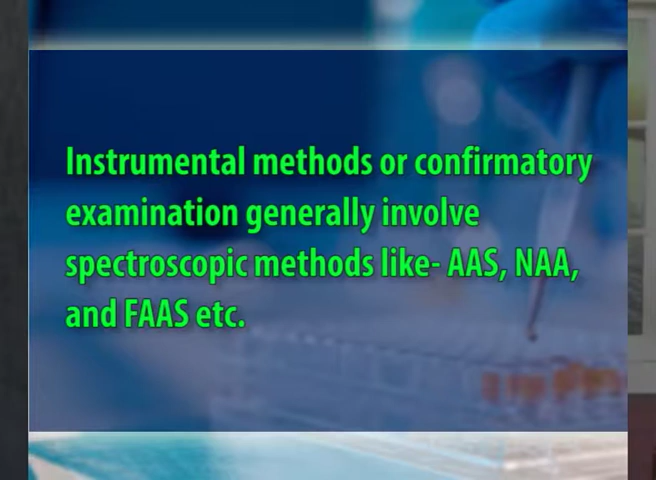 Instrumental methods or confirmatory
examination generally involve
spectroscopic methods like- AAS, NAA,
and FAAS etc.